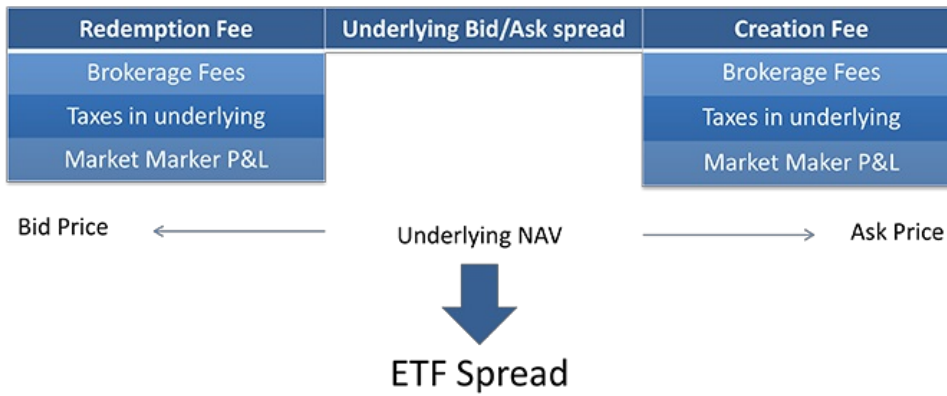 Redemption Fee Underlying Bid/Ask spread Creation Fee
Brokerage Fees Brokerage Fees
Taxes in underlying Taxes in underlying
Market Marker P&L Market Maker P&L
Bid Price Underlying NAV Ask Price
ETF Spread